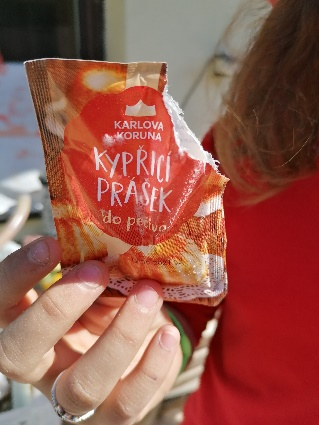 KARLOVA
KORUNA
KYPŘICÍ
PRÁŠEK
do pečiva